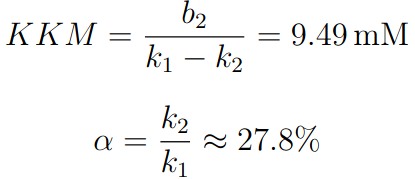 KKM = b₂ / (k₁ − k₂) = 9.49 mM
α = k₂ / k₁ ≈ 27.8%